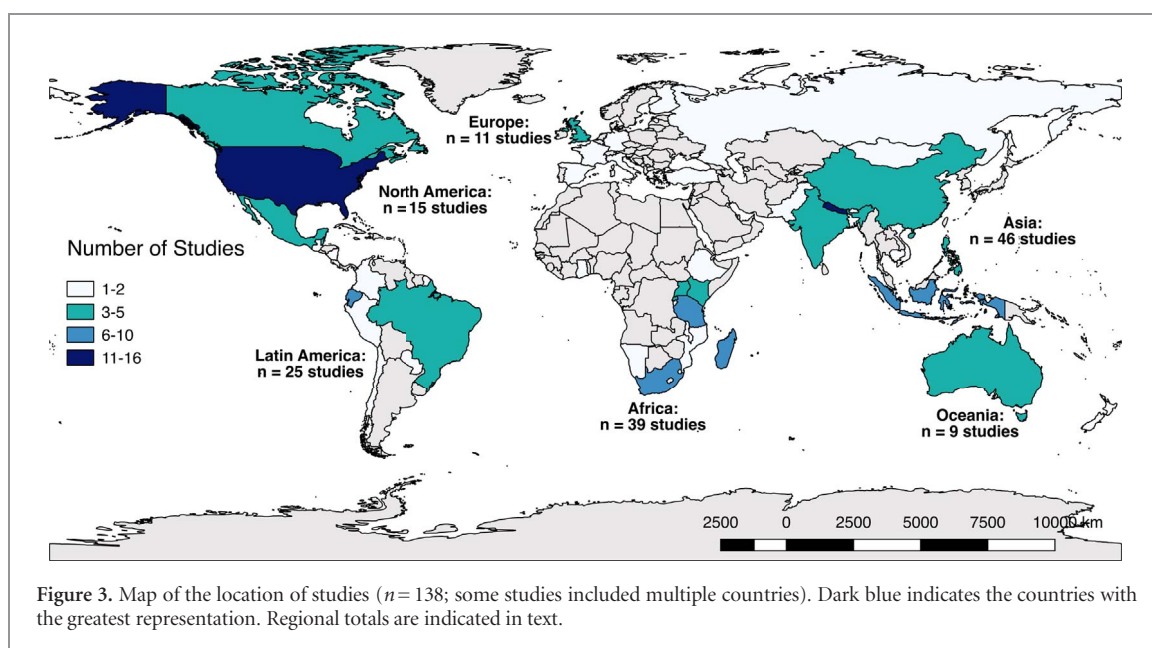 Europe:
n = 11 studies
North America:
n = 15 studies
Number of Studies
1-2
3-5
6-10
11-16
Asia:
n = 46 studies
Latin America:
n = 25 studies
Africa:
n = 39 studies
Oceania:
n = 9 studies
2500 0 2500 5000 7500 10000 km
Figure 3. Map of the location of studies (n = 138; some studies included multiple countries). Dark blue indicates the countries with
the greatest representation. Regional totals are indicated in text.